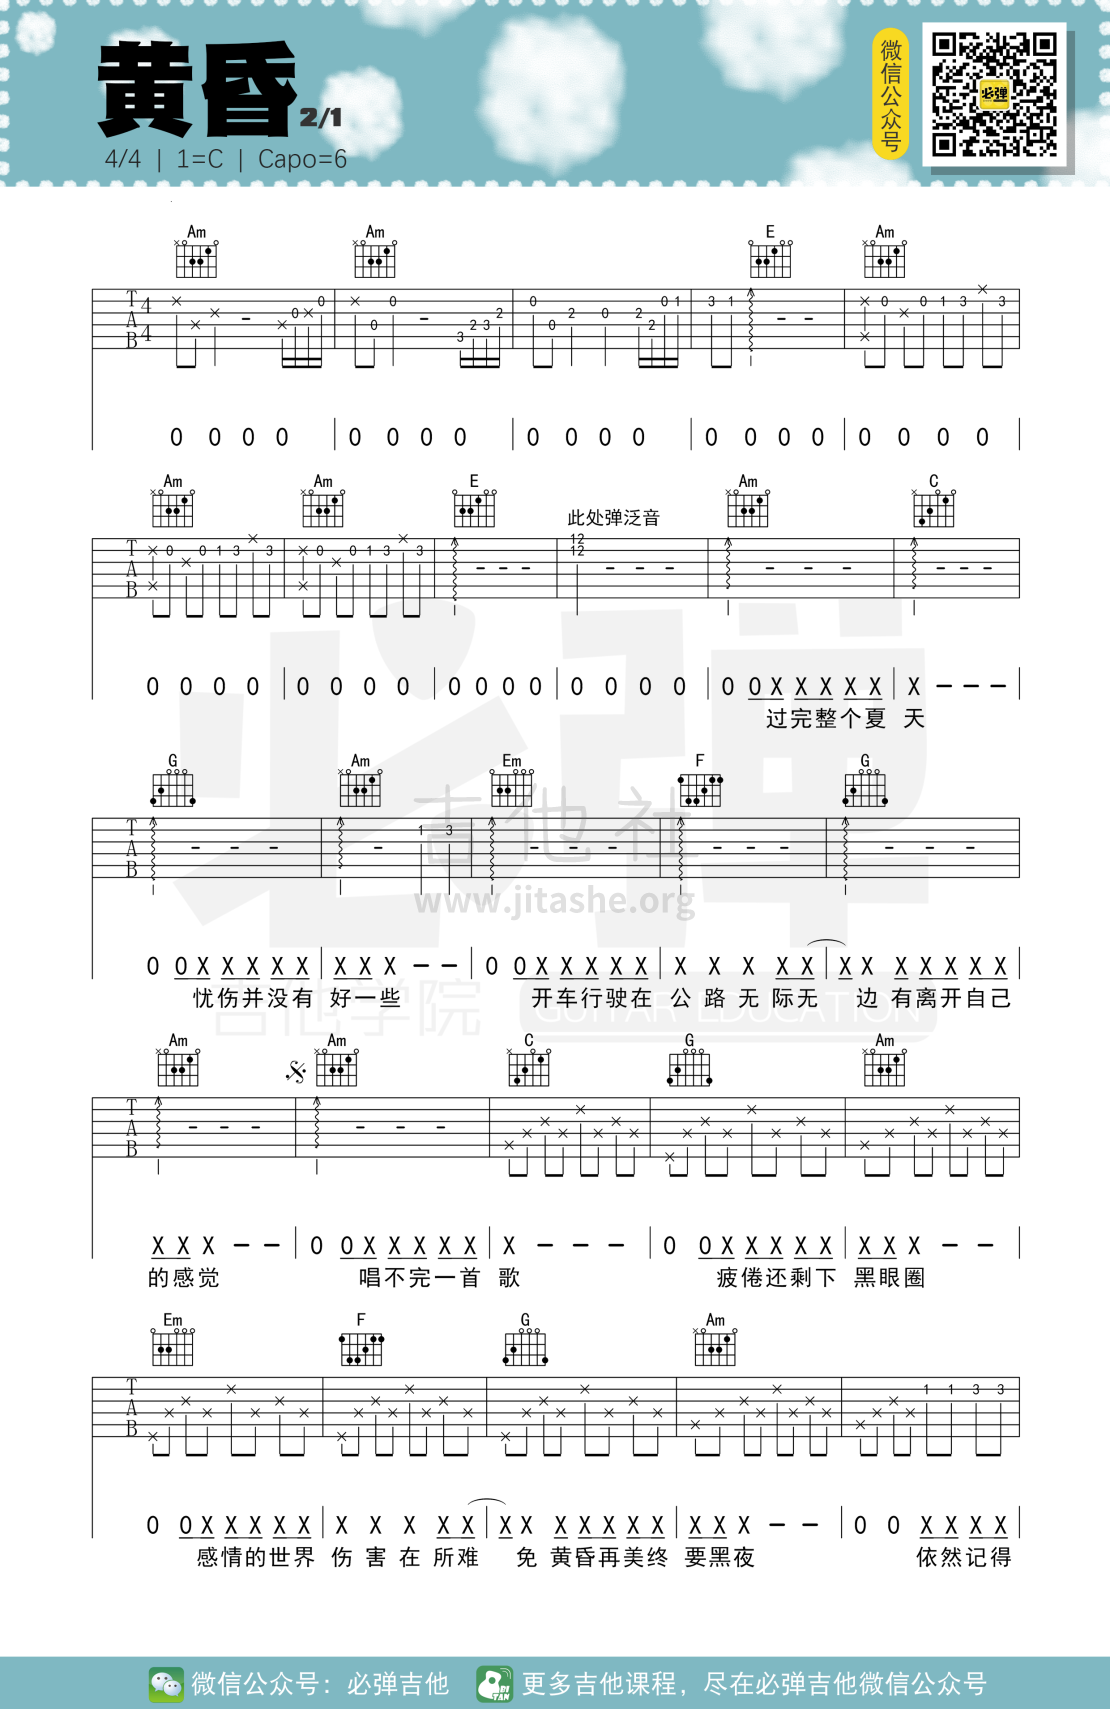 黄昏 2/1
4/4 | 1=C | Capo=6
微信公众号
必弹
Am Am E Am
T A B 4 4
0 0 0 0 0 0 0 0 0 0 0 0 0 0 0 0 0 0 0 0
Am Am E 此处弹泛音 Am C
T A B
12
12
0 0 0 0 0 0 0 0 0 0 0 0 0 0 0 0 0 0 X X X X X X - - -
过完整个夏 天
G Am Em F G
T A B
吉他社
www.jitashe.org
0 0 X X X X X X X X - - 0 0 X X X X X X X X X X X X X X X X X X
忧伤并没有 好一些 开车行驶在 公 路 无 际无 边 有离开自己
吉他学院 GUITAR EDUCATION
Am Am C G Am
T A B
X X X - - 0 0 X X X X X X - - - 0 0 X X X X X X X X - -
的感觉 唱不完一首 歌 疲倦还剩下 黑眼圈
Em F G Am
T A B
0 0 X X X X X X X X X X X X X X X X X X X X - - 0 0 X X X X
感情的世界 伤 害 在 所难 免 黄昏再美终 要黑夜 依然记得
微信公众号：必弹吉他 更多吉他课程，尽在必弹吉他微信公众号